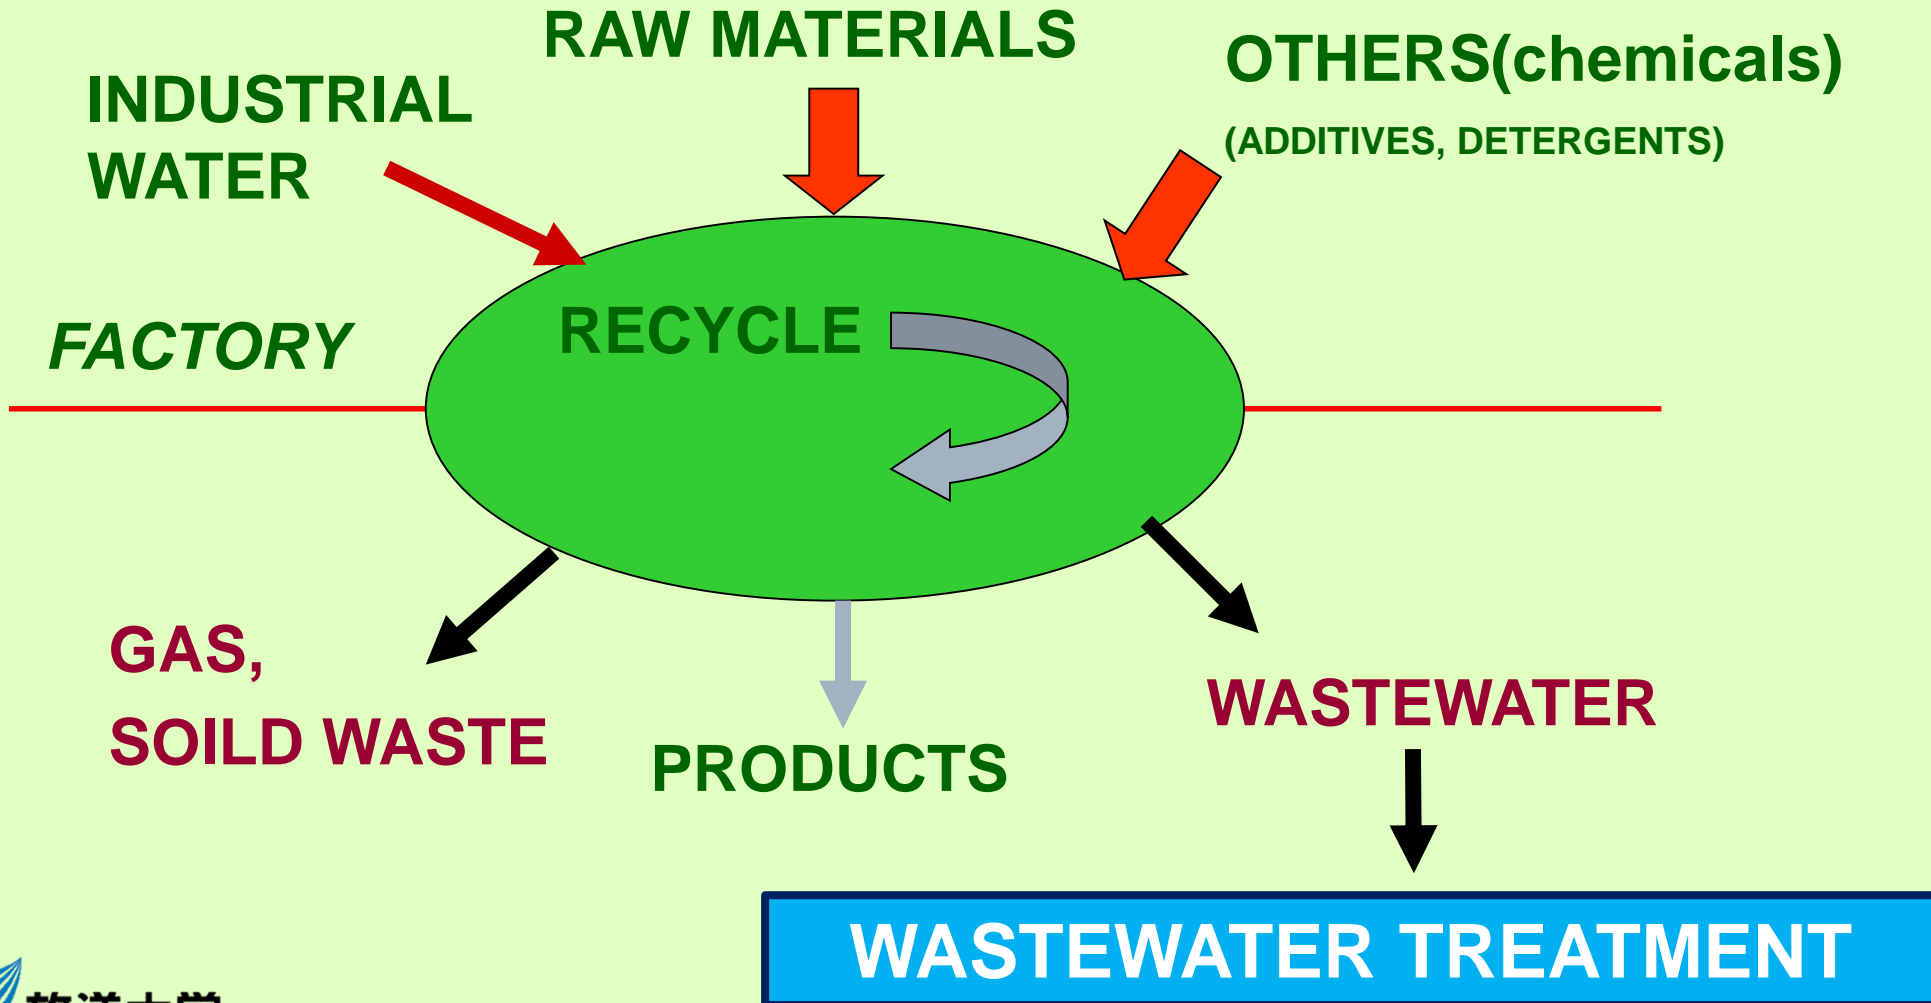 RAW MATERIALS
OTHERS(chemicals)
(ADDITIVES, DETERGENTS)
INDUSTRIAL
WATER
RECYCLE
FACTORY
GAS,
SOILD WASTE
PRODUCTS
WASTEWATER
WASTEWATER TREATMENT